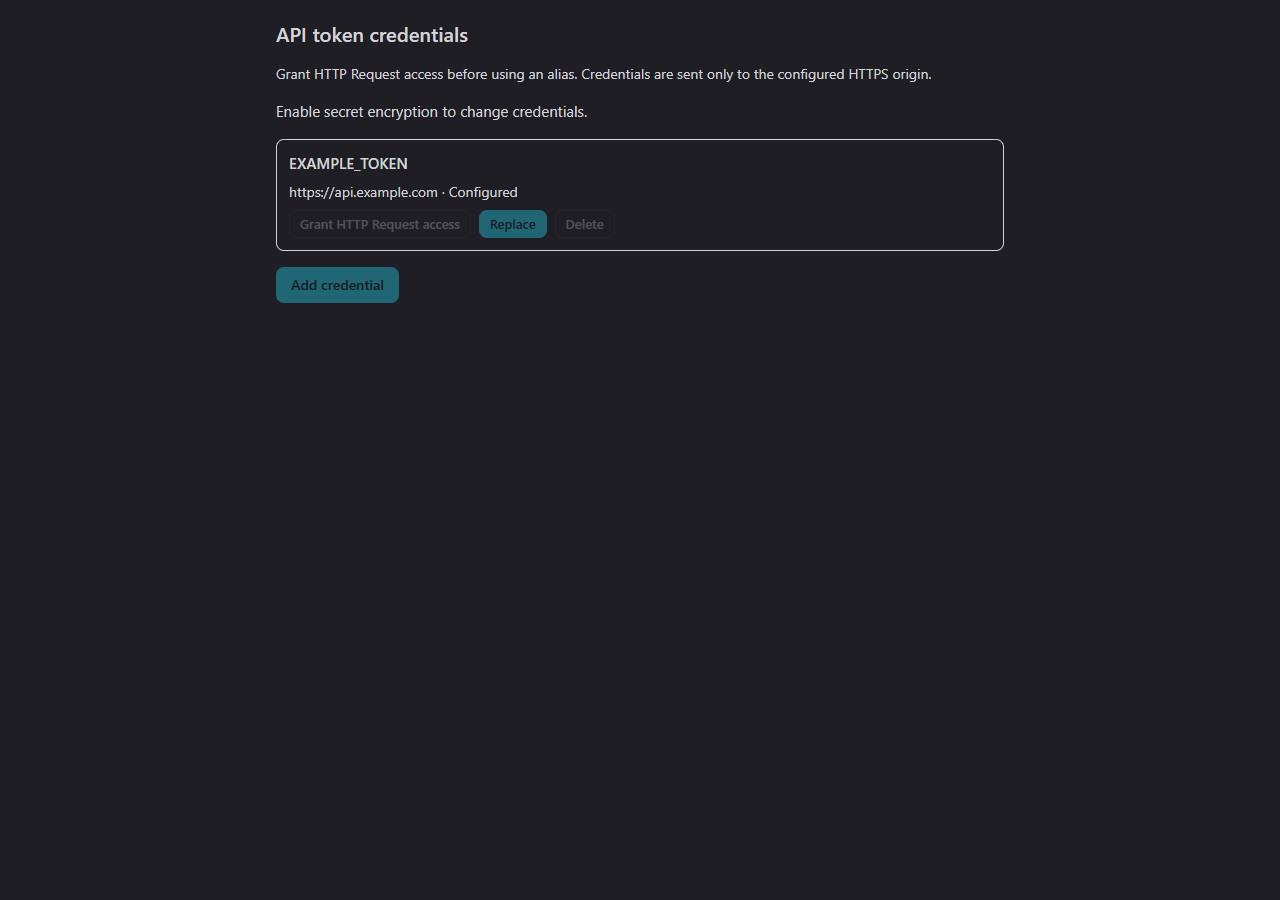 API token credentials
Grant HTTP Request access before using an alias. Credentials are sent only to the configured HTTPS origin.
Enable secret encryption to change credentials.
EXAMPLE_TOKEN
https://api.example.com · Configured
Grant HTTP Request access Replace Delete
Add credential